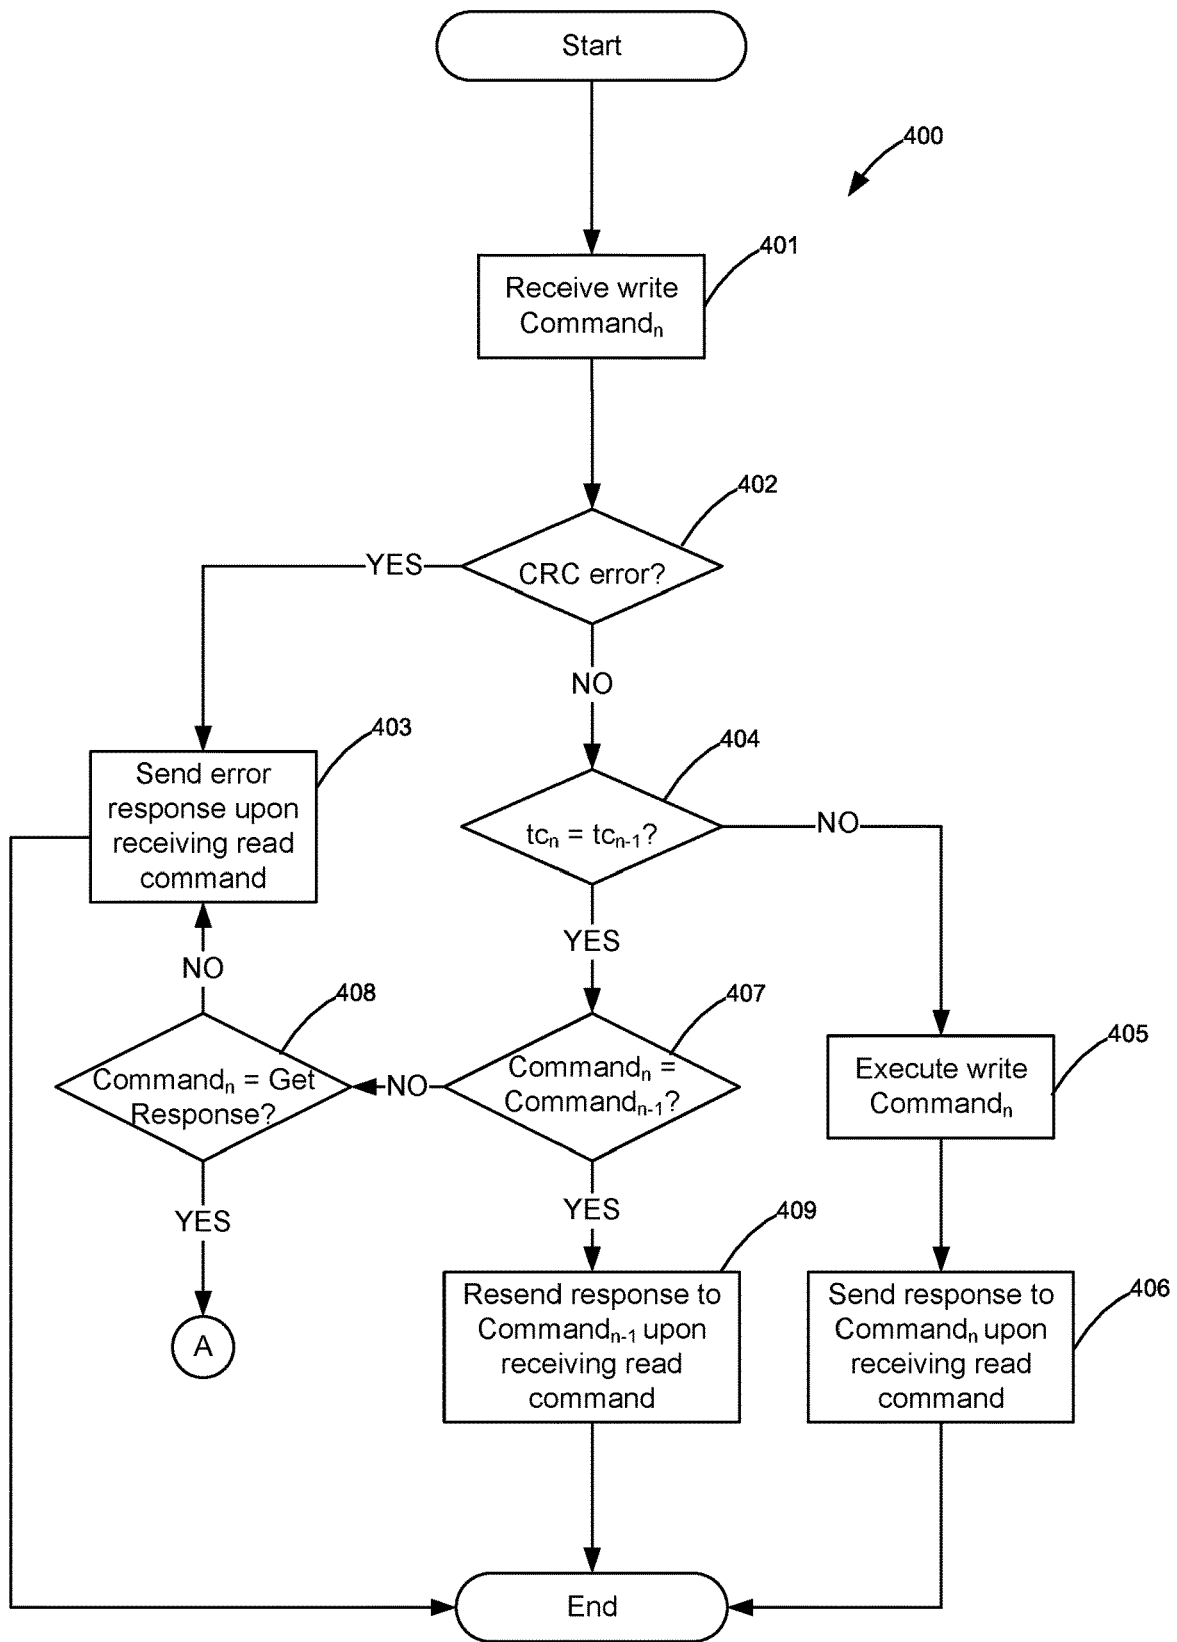 Start
400
401
Receive write
Commandₙ
402
YES
CRC error?
NO
403
404
Send error
response upon
receiving read
command
tcₙ = tcₙ₋₁?
NO
YES
NO
408
407
405
Commandₙ = Get
Response?
NO
Commandₙ =
Commandₙ₋₁?
Execute write
Commandₙ
YES
YES
409
406
A
Resend response to
Commandₙ₋₁ upon
receiving read
command
Send response to
Commandₙ upon
receiving read
command
End